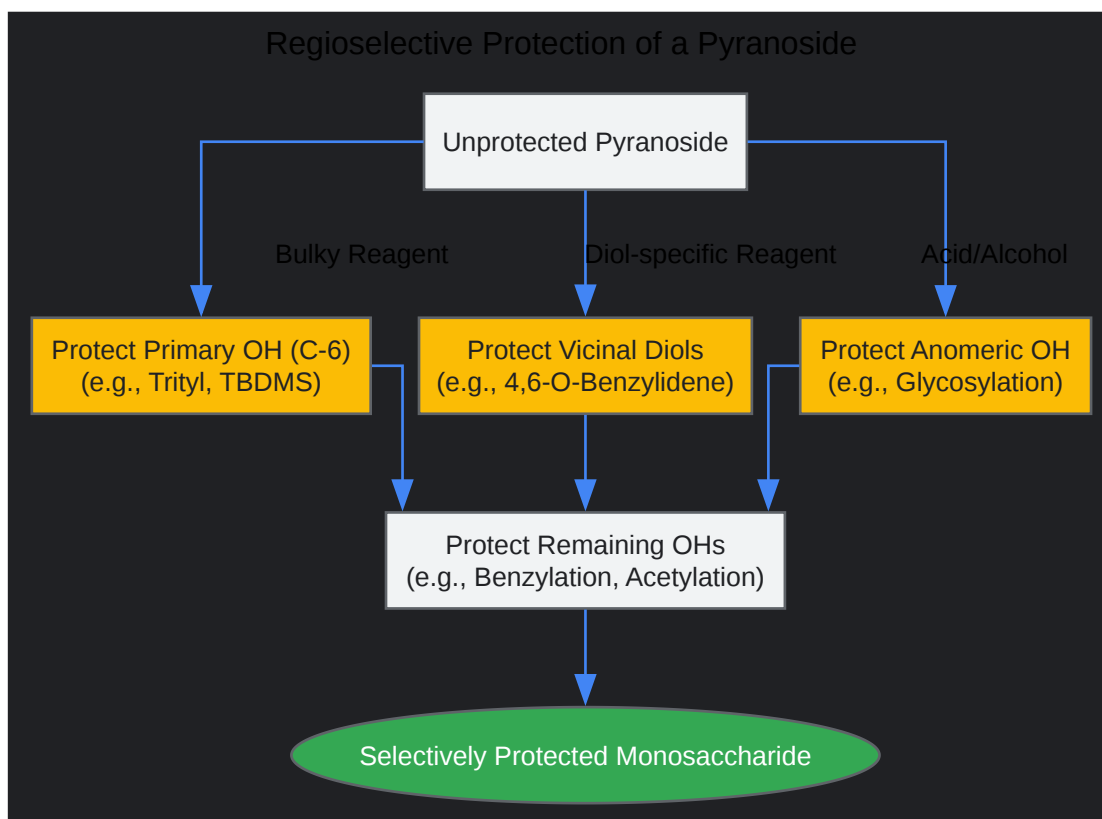 Regioselective Protection of a Pyranoside
Unprotected Pyranoside
Bulky Reagent
Diol-specific Reagent
Acid/Alcohol
Protect Primary OH (C-6)
(e.g., Trityl, TBDMS)
Protect Vicinal Diols
(e.g., 4,6-O-Benzylidene)
Protect Anomeric OH
(e.g., Glycosylation)
Protect Remaining OHs
(e.g., Benzylation, Acetylation)
Selectively Protected Monosaccharide